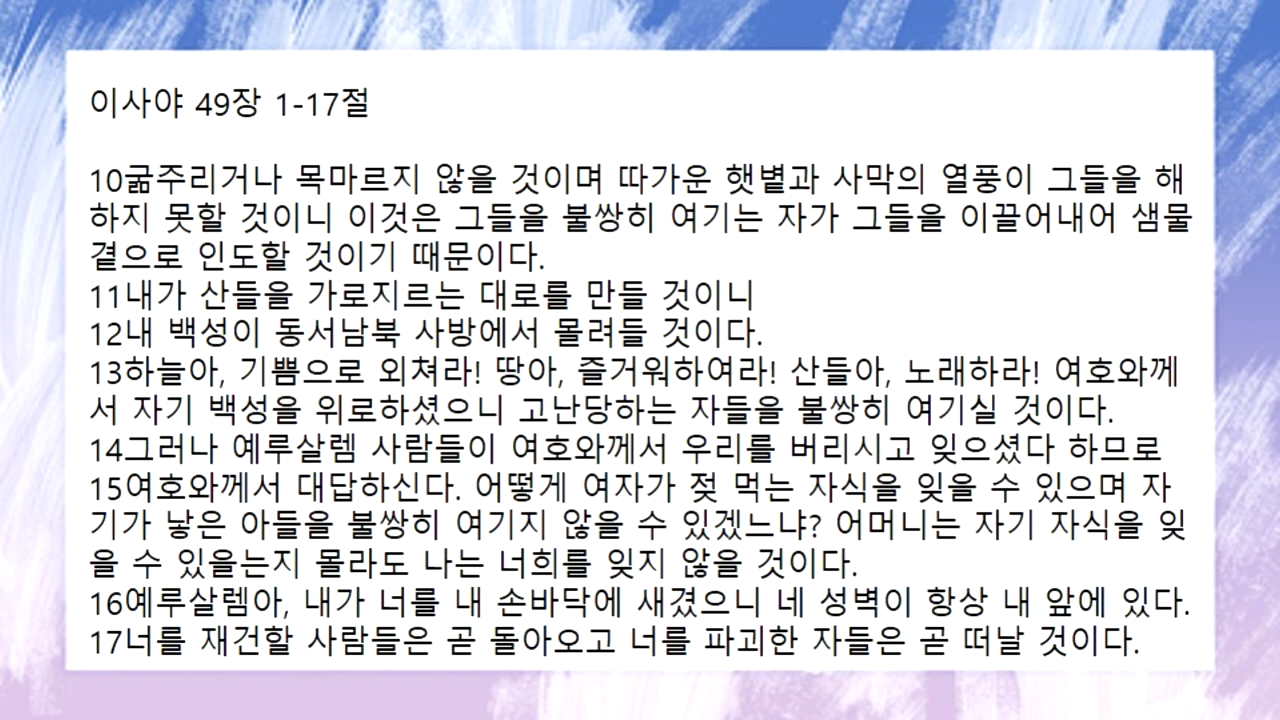 이사야 49장 1-17절
10굶주리거나 목마르지 않을 것이며 따가운 햇볕과 사막의 열풍이 그들을 해
하지 못할 것이니 이것은 그들을 불쌍히 여기는 자가 그들을 이끌어내어 샘물
곁으로 인도할 것이기 때문이다.
11내가 산들을 가로지르는 대로를 만들 것이니
12내 백성이 동서남북 사방에서 몰려들 것이다.
13하늘아, 기쁨으로 외쳐라! 땅아, 즐거워하여라! 산들아, 노래하라! 여호와께
서 자기 백성을 위로하셨으니 고난당하는 자들을 불쌍히 여기실 것이다.
14그러나 예루살렘 사람들이 여호와께서 우리를 버리시고 잊으셨다 하므로
15여호와께서 대답하신다. 어떻게 여자가 젖 먹는 자식을 잊을 수 있으며 자
기가 낳은 아들을 불쌍히 여기지 않을 수 있겠느냐? 어머니는 자기 자식을 잊
을 수 있을는지 몰라도 나는 너희를 잊지 않을 것이다.
16예루살렘아, 내가 너를 내 손바닥에 새겼으니 네 성벽이 항상 내 앞에 있다.
17너를 재건할 사람들은 곧 돌아오고 너를 파괴한 자들은 곧 떠날 것이다.